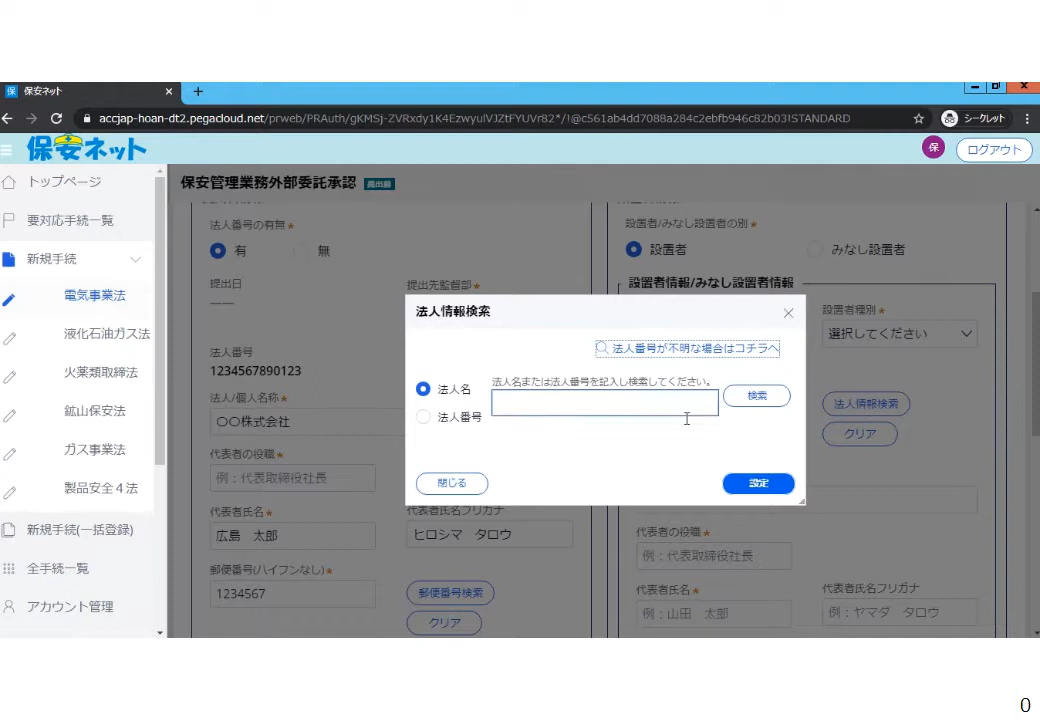 保安ネット
accjap-hoan-dt2.pegacloud.net/prweb/PRAuth/gKMSj-ZVRxdy1K4EzwyulVJZtFYUVr82*/!@c561ab4dd7088a284c2ebfb946c82b03!STANDARD
シークレット
保安ネット
保
ログアウト
トップページ
要対応手続一覧
新規手続
電気事業法
液化石油ガス法
火薬類取締法
鉱山保安法
ガス事業法
製品安全4法
新規手続(一括登録)
全手続一覧
アカウント管理
保安管理業務外部委託承認 提出前
法人番号の有無*
有 無
提出日
――
提出先監督部*
法人番号
1234567890123
法人/個人名称*
〇〇株式会社
代表者の役職*
例：代表取締役社長
代表者氏名*
広島 太郎
代表者氏名フリガナ
ヒロシマ タロウ
郵便番号(ハイフンなし)*
1234567
郵便番号検索
クリア
設置者/みなし設置者の別*
設置者 みなし設置者
設置者情報/みなし設置者情報
設置者種別*
選択してください
法人情報検索
クリア
代表者の役職*
例：代表取締役社長
代表者氏名*
例：山田 太郎
代表者氏名フリガナ
例：ヤマダ タロウ
法人情報検索
法人番号が不明な場合はコチラへ
法人名
法人番号
法人名または法人番号を記入し検索してください。
検索
閉じる
設定
0